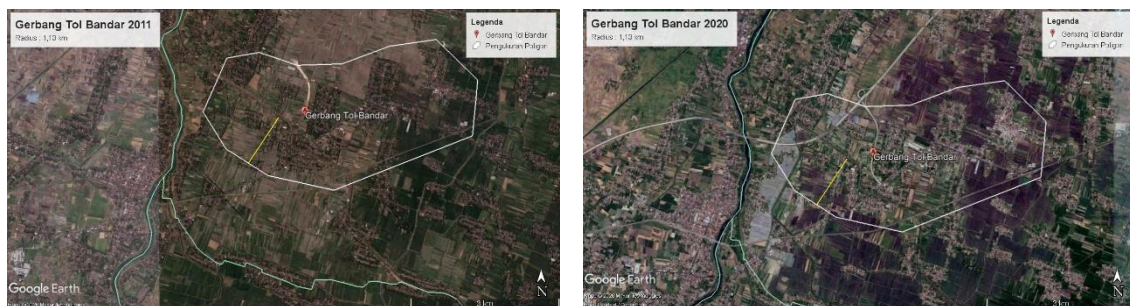 Gerbang Tol Bandar 2011
Radius : 1,13 km
Legenda
Gerbang Tol Bandar
Pengukuran Poligon
Gerbang Tol Bandar
Google Earth
N
Gerbang Tol Bandar 2020
Radius : 1,13 km
Legenda
Gerbang Tol Bandar
Pengukuran Poligon
Gerbang Tol Bandar
Google Earth
N